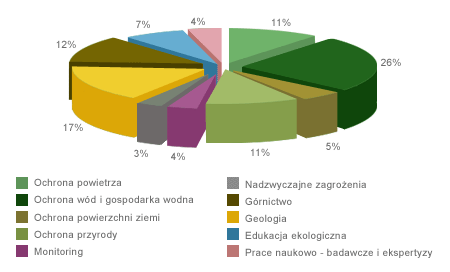 7%
4%
11%
12%
26%
17%
3%
4%
11%
5%
Ochrona powietrza
Ochrona wód i gospodarka wodna
Ochrona powierzchni ziemi
Ochrona przyrody
Monitoring
Nadzwyczajne zagrożenia
Górnictwo
Geologia
Edukacja ekologiczna
Prace naukowo - badawcze i ekspertyzy